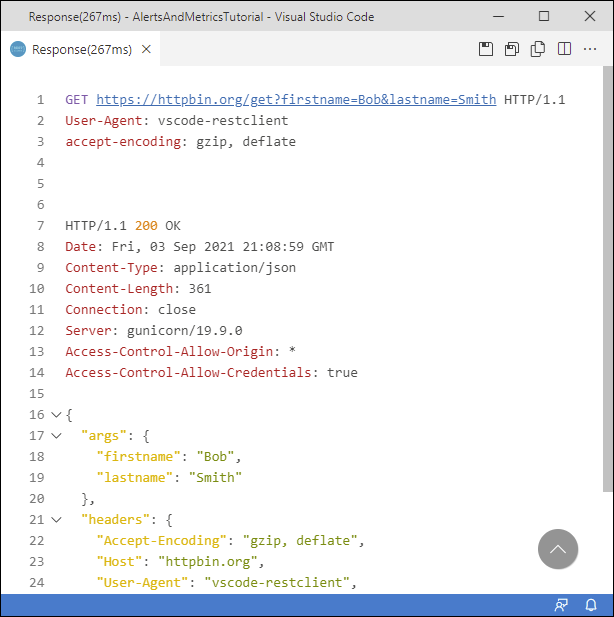 Response(267ms) - AlertsAndMetricsTutorial - Visual Studio Code
Response(267ms)
1 GET https://httpbin.org/get?firstname=Bob&lastname=Smith HTTP/1.1
2 User-Agent: vscode-restclient
3 accept-encoding: gzip, deflate
4
5
6
7 HTTP/1.1 200 OK
8 Date: Fri, 03 Sep 2021 21:08:59 GMT
9 Content-Type: application/json
10 Content-Length: 361
11 Connection: close
12 Server: gunicorn/19.9.0
13 Access-Control-Allow-Origin: *
14 Access-Control-Allow-Credentials: true
15
16 {
17 "args": {
18 "firstname": "Bob",
19 "lastname": "Smith"
20 },
21 "headers": {
22 "Accept-Encoding": "gzip, deflate",
23 "Host": "httpbin.org",
24 "User-Agent": "vscode-restclient",